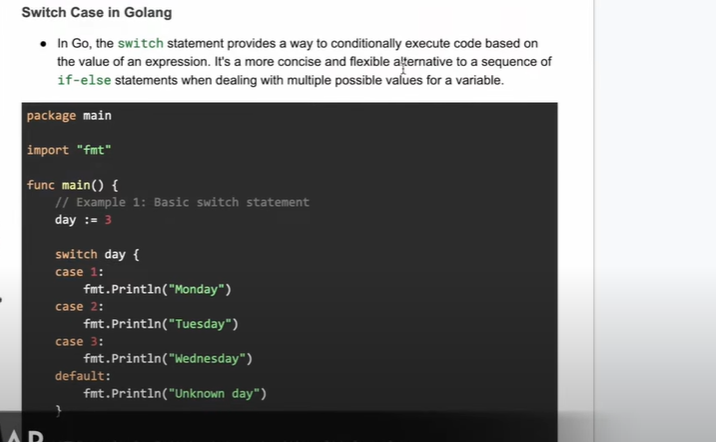 Switch Case in Golang
● In Go, the switch statement provides a way to conditionally execute code based on
the value of an expression. It's a more concise and flexible alternative to a sequence of
if-else statements when dealing with multiple possible values for a variable.
package main
import "fmt"
func main() {
    // Example 1: Basic switch statement
    day := 3
    switch day {
    case 1:
        fmt.Println("Monday")
    case 2:
        fmt.Println("Tuesday")
    case 3:
        fmt.Println("Wednesday")
    default:
        fmt.Println("Unknown day")
    }